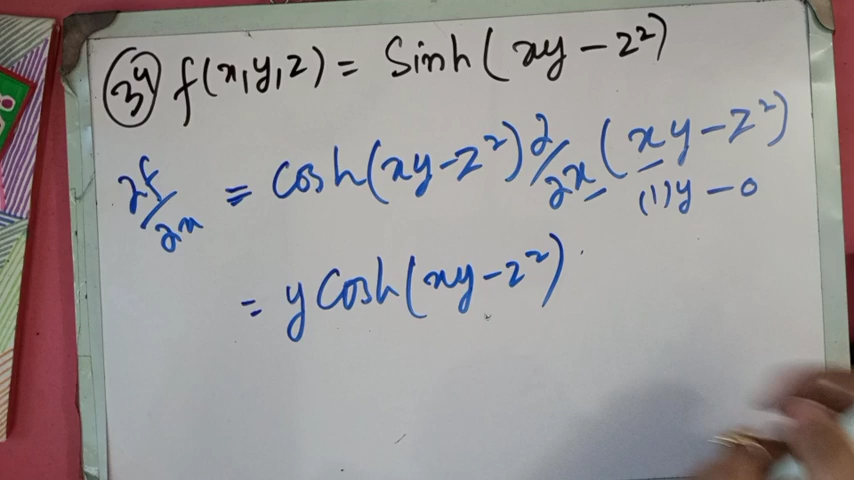 34 f(x,y,z) = Sinh(xy - z²)
∂f/∂x = Cosh(xy-z²) ∂/∂x (xy-z²)
(1)y - 0
= y Cosh(xy-z²)